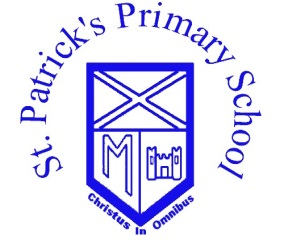 St. Patrick's Primary School
M
Christus In Omnibus